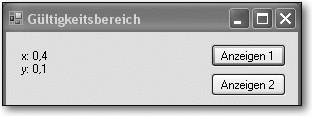 Gültigkeitsbereich
x: 0,4
y: 0,1
Anzeigen 1
Anzeigen 2